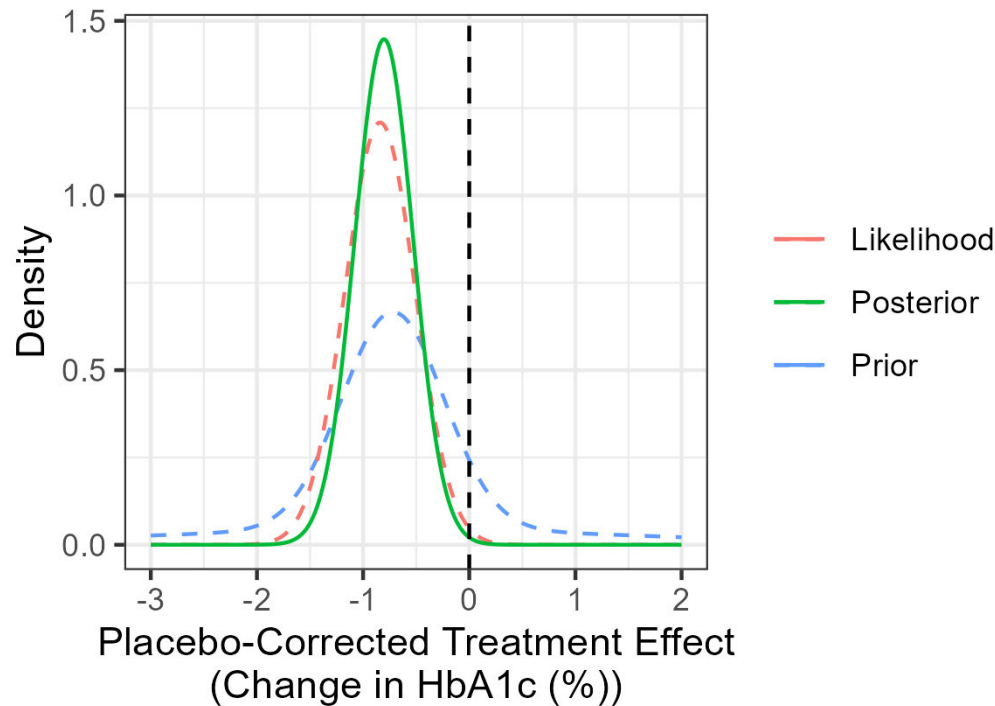 1.5
1.0
0.5
0.0
Density
-3 -2 -1 0 1 2
Placebo-Corrected Treatment Effect
(Change in HbA1c (%))
Likelihood
Posterior
Prior